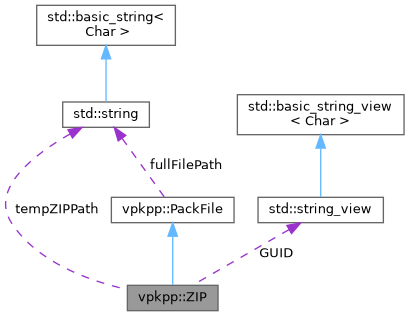 std::basic_string<
Char >
std::string
std::basic_string_view
< Char >
fullFilePath
tempZIPPath
vpkpp::PackFile
std::string_view
GUID
vpkpp::ZIP